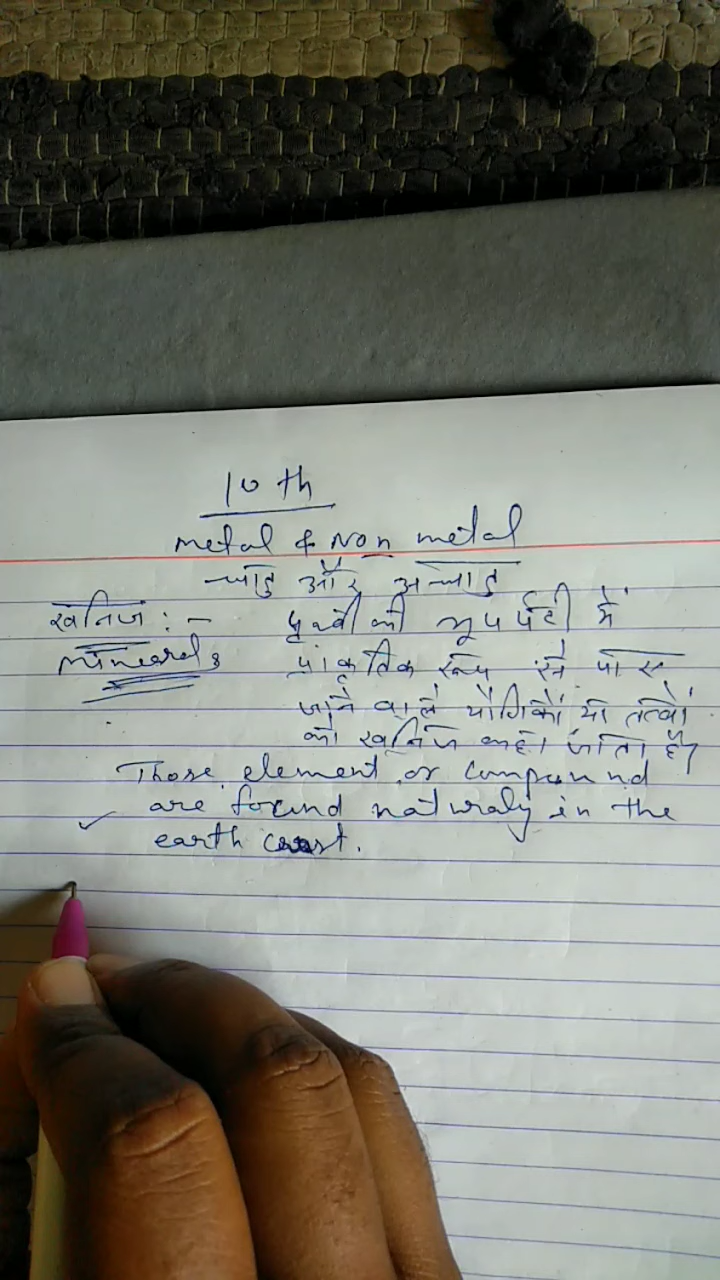 10 th
metal & Non metal
धातु और अधातु
खनिज : - पृथ्वी की भूपर्पटी में
Mineards प्राकृतिक रूप से पाए
जाने वाले यौगिकों या तत्वों
को खनिज कहा जाता है
Those element or compound
are found naturaly in the
earth crust.